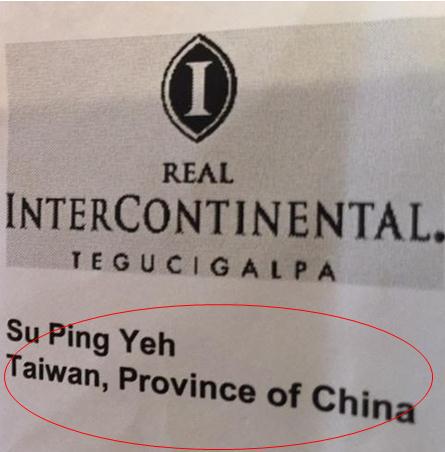 I
REAL
INTERCONTINENTAL.
TEGUCIGALPA
Su Ping Yeh
Taiwan, Province of China